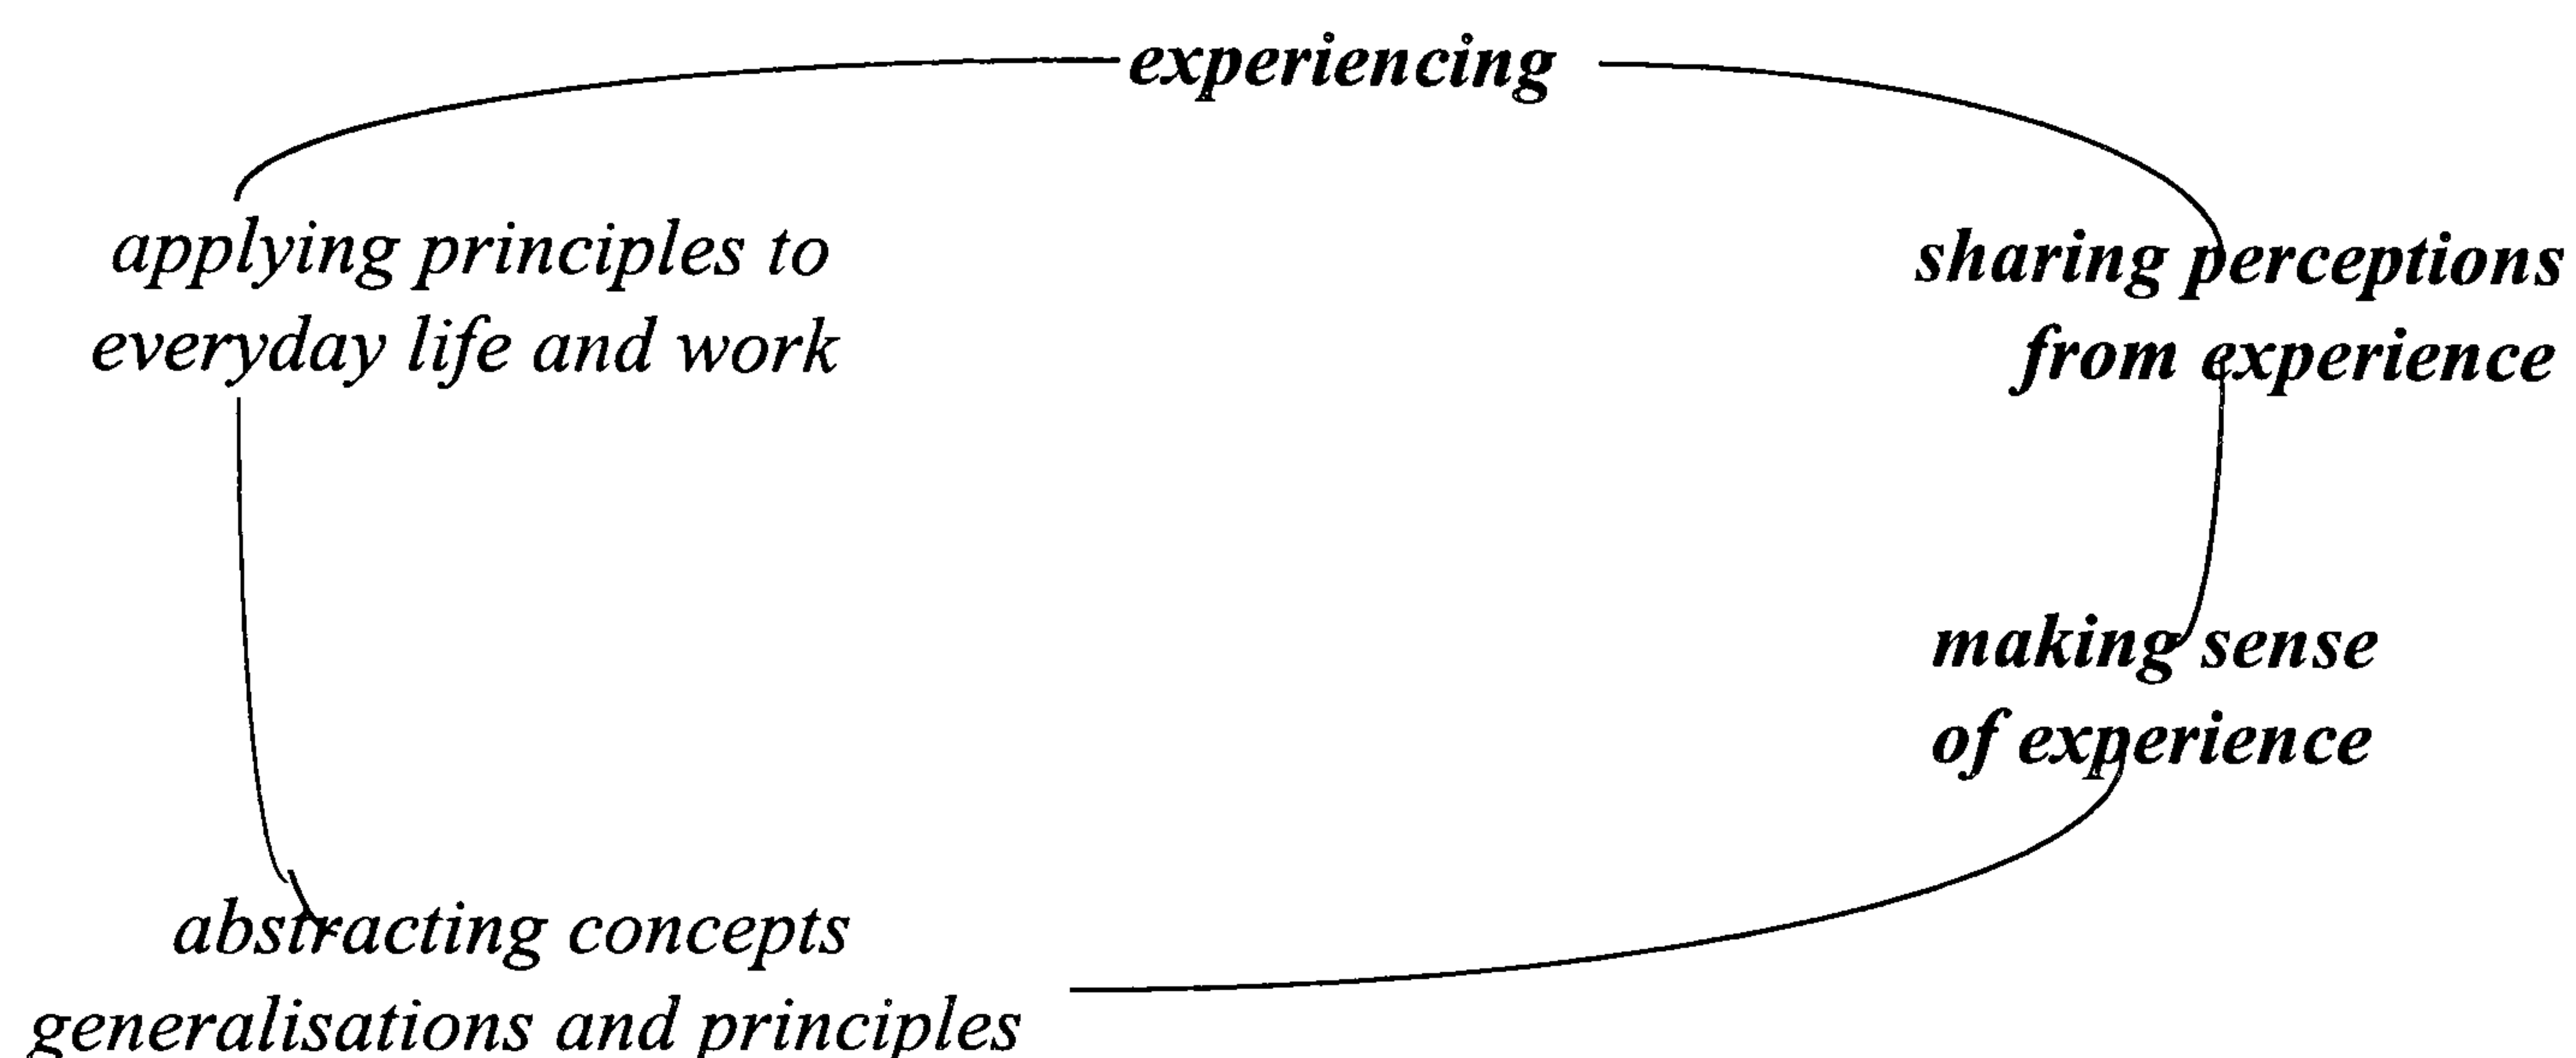 experiencing
applying principles to
everyday life and work
sharing perceptions
from experience
making sense
of experience
abstracting concepts
generalisations and principles